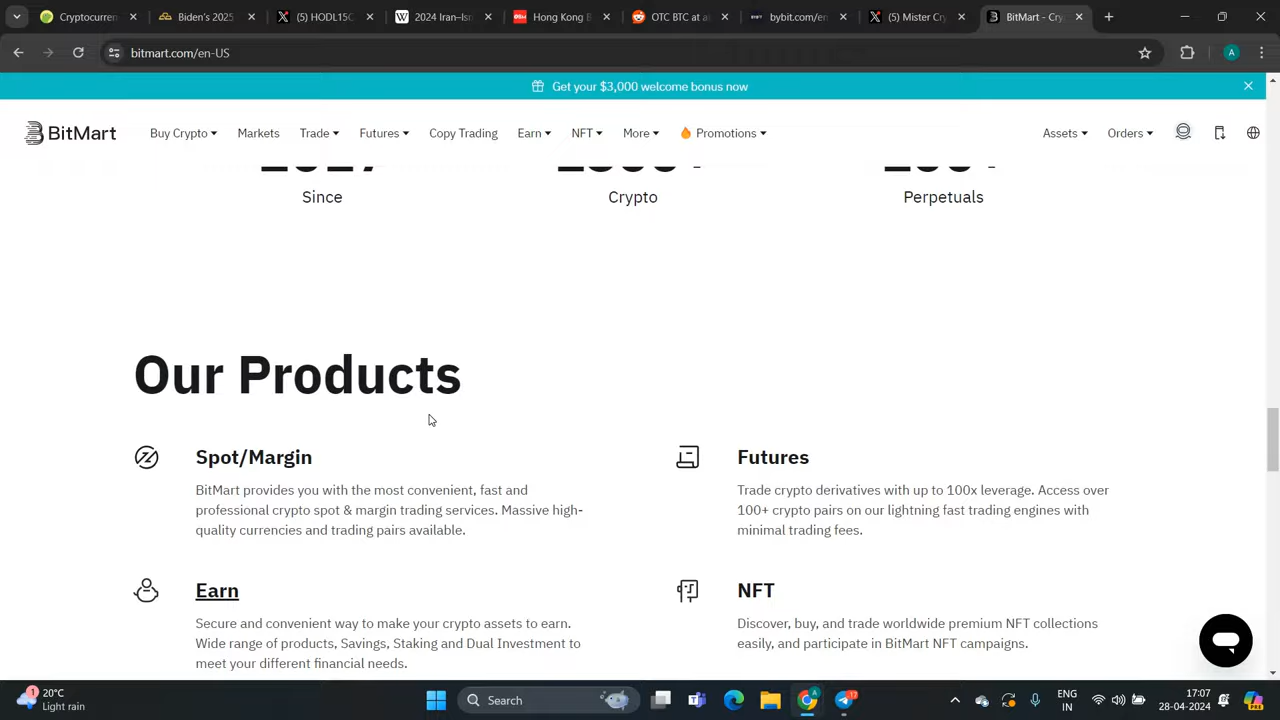 Cryptocurren
Biden's 2025
HODL15C
2024 Iran–Isr
Hong Kong B
OTC BTC at al
bybit.com/en
Mister Cry
BitMart - Cry
bitmart.com/en-US
Get your $3,000 welcome bonus now
BitMart
Buy Crypto
Markets
Trade
Futures
Copy Trading
Earn
NFT
More
Promotions
Assets
Orders
Since
Crypto
Perpetuals
Our Products
Spot/Margin
BitMart provides you with the most convenient, fast and
professional crypto spot & margin trading services. Massive high-
quality currencies and trading pairs available.
Futures
Trade crypto derivatives with up to 100x leverage. Access over
100+ crypto pairs on our lightning fast trading engines with
minimal trading fees.
Earn
Secure and convenient way to make your crypto assets to earn.
Wide range of products, Savings, Staking and Dual Investment to
meet your different financial needs.
NFT
Discover, buy, and trade worldwide premium NFT collections
easily, and participate in BitMart NFT campaigns.
1
20°C
Light rain
Search
17
ENG
IN
17:07
28-04-2024